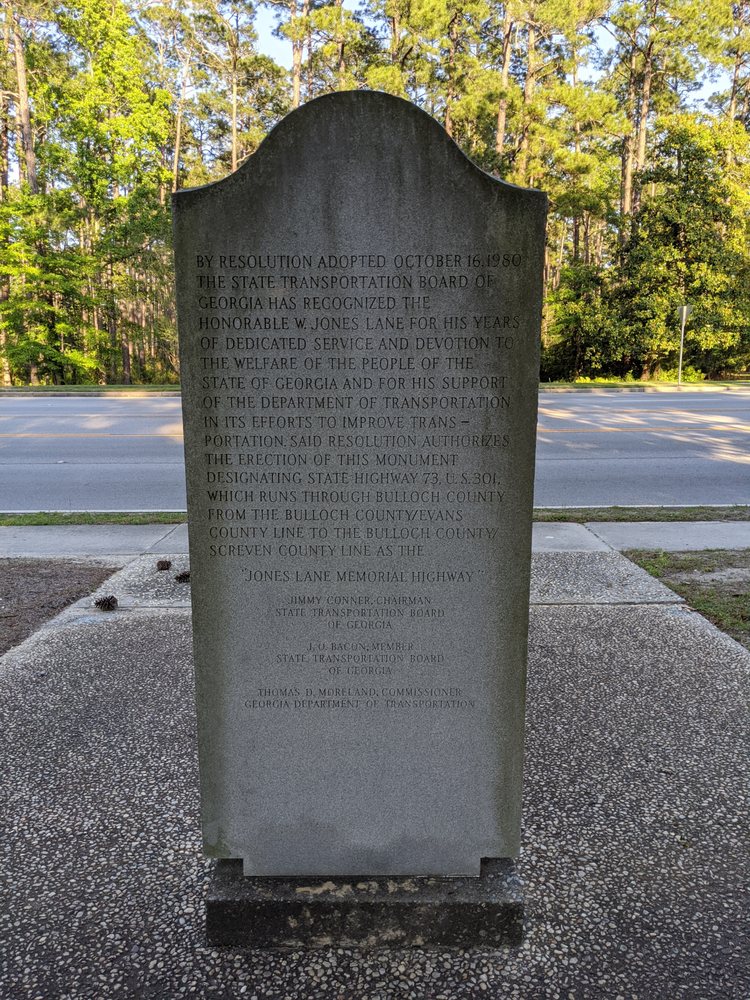 BY RESOLUTION ADOPTED OCTOBER 16, 1980
THE STATE TRANSPORTATION BOARD OF
GEORGIA HAS RECOGNIZED THE
HONORABLE W. JONES LANE FOR HIS YEARS
OF DEDICATED SERVICE AND DEVOTION TO
THE WELFARE OF THE PEOPLE OF THE
STATE OF GEORGIA AND FOR HIS SUPPORT
OF THE DEPARTMENT OF TRANSPORTATION
IN ITS EFFORTS TO IMPROVE TRANS-
PORTATION. SAID RESOLUTION AUTHORIZES
THE ERECTION OF THIS MONUMENT
DESIGNATING STATE HIGHWAY 73, U.S. 301,
WHICH RUNS THROUGH BULLOCH COUNTY
FROM THE BULLOCH COUNTY/EVANS
COUNTY LINE TO THE BULLOCH COUNTY/
SCREVEN COUNTY LINE AS THE
"JONES LANE MEMORIAL HIGHWAY"
JIMMY CONNER, CHAIRMAN
STATE TRANSPORTATION BOARD
OF GEORGIA
J. O. BACON, MEMBER
STATE TRANSPORTATION BOARD
OF GEORGIA
THOMAS D. MORELAND, COMMISSIONER
GEORGIA DEPARTMENT OF TRANSPORTATION